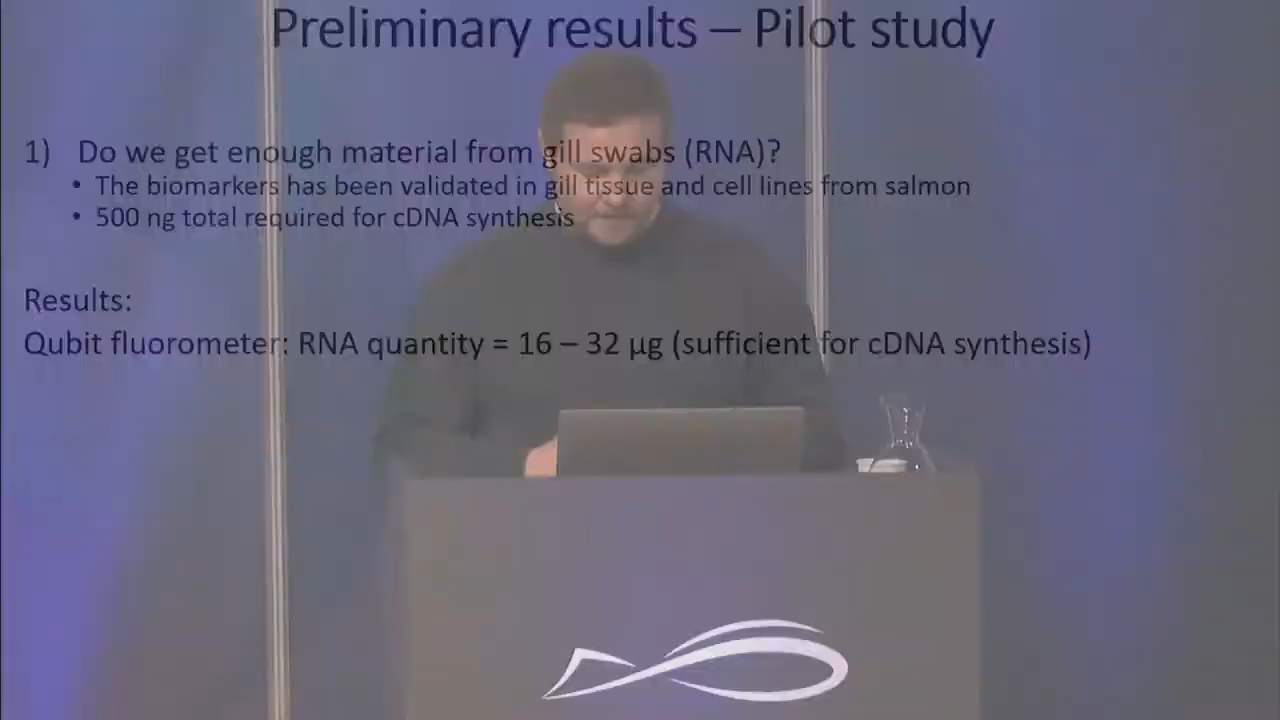 Preliminary results – Pilot study
1) Do we get enough material from gill swabs (RNA)?
• The biomarkers has been validated in gill tissue and cell lines from salmon
• 500 ng total required for cDNA synthesis
Results:
Qubit fluorometer: RNA quantity = 16 – 32 µg (sufficient for cDNA synthesis)